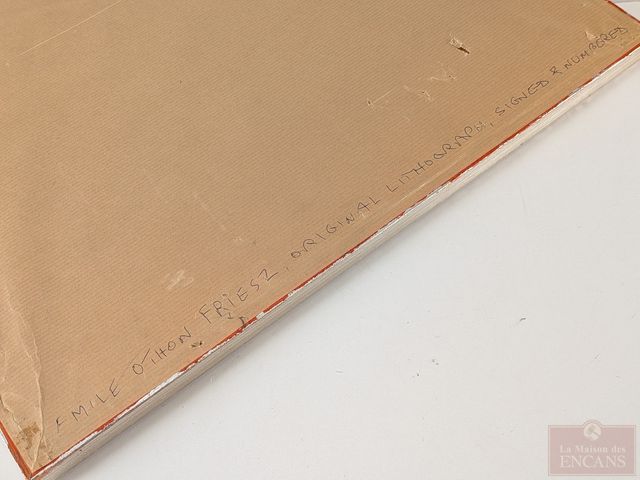 EMILE OTHON FRIESZ, ORIGINAL LITHOGRAPH, SIGNED & NUMBERED
La Maison des
ENCANS